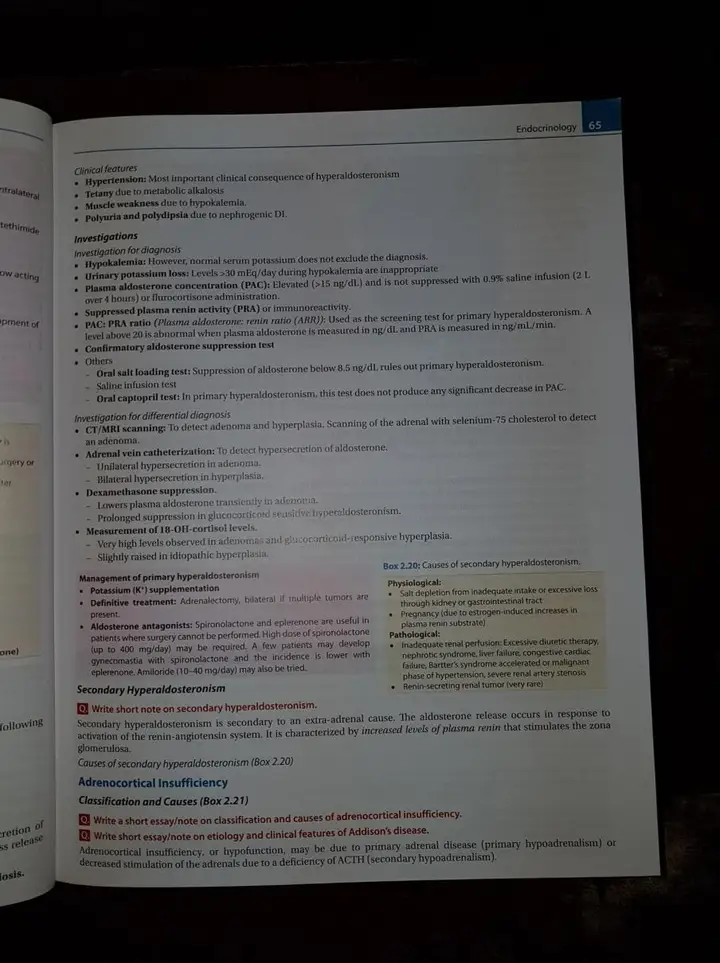 Endocrinology 65
ntralateral
tethimide
ow acting
opment of
r is
urgery or
ter
one)
following
cretion of
ss release
losis.
Clinical features
• Hypertension: Most important clinical consequence of hyperaldosteronism
• Tetany due to metabolic alkalosis
• Muscle weakness due to hypokalemia.
• Polyuria and polydipsia due to nephrogenic DI.
Investigations
Investigation for diagnosis
• Hypokalemia: However, normal serum potassium does not exclude the diagnosis.
• Urinary potassium loss: Levels >30 mEq/day during hypokalemia are inappropriate
• Plasma aldosterone concentration (PAC): Elevated (>15 ng/dL) and is not suppressed with 0.9% saline infusion (2 L
over 4 hours) or flurocortisone administration.
• Suppressed plasma renin activity (PRA) or immunoreactivity.
• PAC: PRA ratio (Plasma aldosterone: renin ratio (ARR)): Used as the screening test for primary hyperaldosteronism. A
level above 20 is abnormal when plasma aldosterone is measured in ng/dL and PRA is measured in ng/mL/min.
• Confirmatory aldosterone suppression test
• Others
– Oral salt loading test: Suppression of aldosterone below 8.5 ng/dL rules out primary hyperaldosteronism.
– Saline infusion test
– Oral captopril test: In primary hyperaldosteronism, this test does not produce any significant decrease in PAC.
Investigation for differential diagnosis
• CT/MRI scanning: To detect adenoma and hyperplasia. Scanning of the adrenal with selenium-75 cholesterol to detect
an adenoma.
• Adrenal vein catheterization: To detect hypersecretion of aldosterone.
– Unilateral hypersecretion in adenoma.
– Bilateral hypersecretion in hyperplasia.
• Dexamethasone suppression.
– Lowers plasma aldosterone transiently in adenoma.
– Prolonged suppression in glucocorticoid sensitive hyperaldosteronism.
• Measurement of 18-OH-cortisol levels.
– Very high levels observed in adenomas and glucocorticoid-responsive hyperplasia.
– Slightly raised in idiopathic hyperplasia.
Management of primary hyperaldosteronism
• Potassium (K⁺) supplementation
• Definitive treatment: Adrenalectomy, bilateral if multiple tumors are
present.
• Aldosterone antagonists: Spironolactone and eplerenone are useful in
patients where surgery cannot be performed. High dose of spironolactone
(up to 400 mg/day) may be required. A few patients may develop
gynecomastia with spironolactone and the incidence is lower with
eplerenone. Amiloride (10–40 mg/day) may also be tried.
Box 2.20: Causes of secondary hyperaldosteronism.
Physiological:
• Salt depletion from inadequate intake or excessive loss
through kidney or gastrointestinal tract
• Pregnancy (due to estrogen-induced increases in
plasma renin substrate)
Pathological:
• Inadequate renal perfusion: Excessive diuretic therapy,
nephrotic syndrome, liver failure, congestive cardiac
failure, Bartter's syndrome accelerated or malignant
phase of hypertension, severe renal artery stenosis
• Renin-secreting renal tumor (very rare)
Secondary Hyperaldosteronism
Q. Write short note on secondary hyperaldosteronism.
Secondary hyperaldosteronism is secondary to an extra-adrenal cause. The aldosterone release occurs in response to
activation of the renin-angiotensin system. It is characterized by increased levels of plasma renin that stimulates the zona
glomerulosa.
Causes of secondary hyperaldosteronism (Box 2.20)
Adrenocortical Insufficiency
Classification and Causes (Box 2.21)
Q. Write a short essay/note on classification and causes of adrenocortical insufficiency.
Q. Write short essay/note on etiology and clinical features of Addison's disease.
Adrenocortical insufficiency, or hypofunction, may be due to primary adrenal disease (primary hypoadrenalism) or
decreased stimulation of the adrenals due to a deficiency of ACTH (secondary hypoadrenalism).